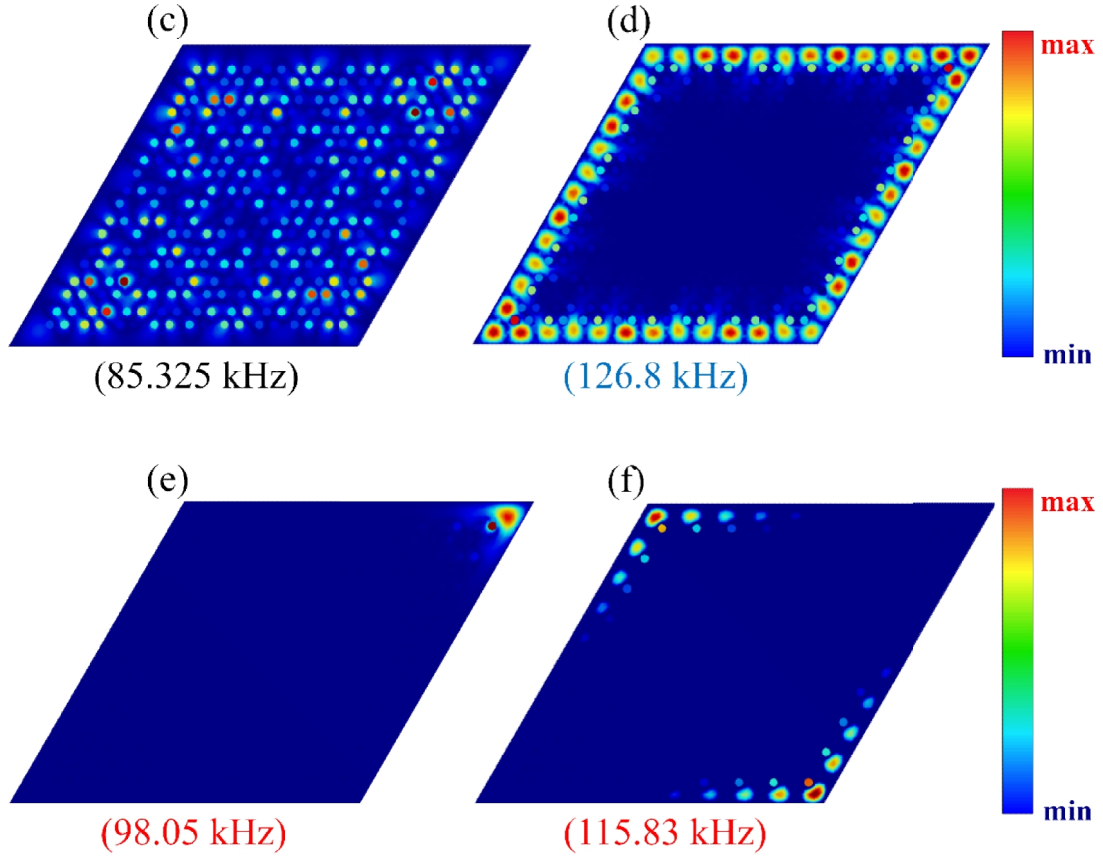 (c)
(d)
max
min
(85.325 kHz)
(126.8 kHz)
(e)
(f)
max
min
(98.05 kHz)
(115.83 kHz)